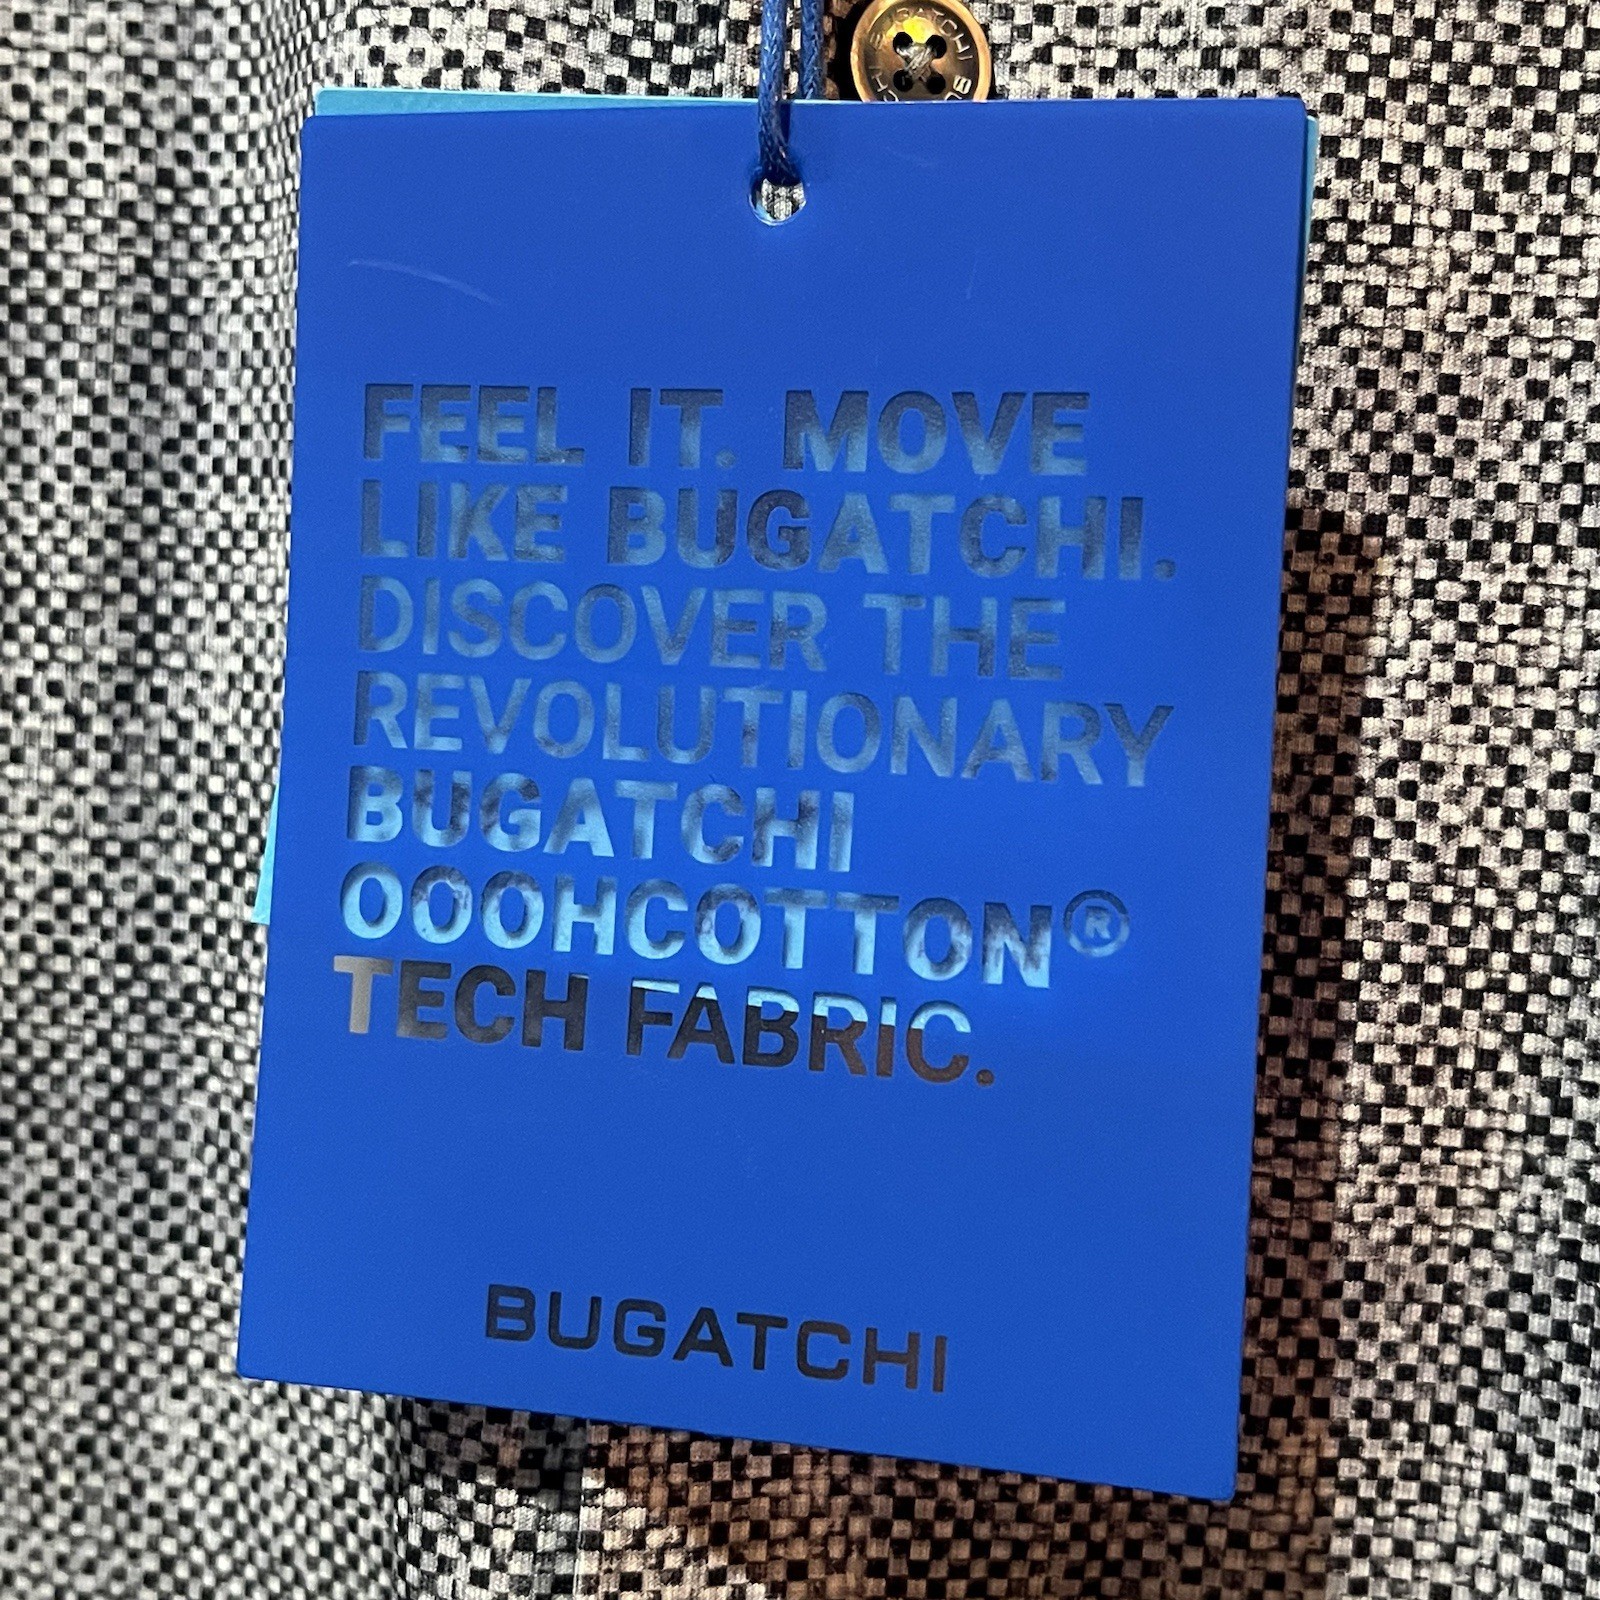 FEEL IT. MOVE
LIKE BUGATCHI.
DISCOVER THE
REVOLUTIONARY
BUGATCHI
OOOHCOTTON®
TECH FABRIC.
BUGATCHI